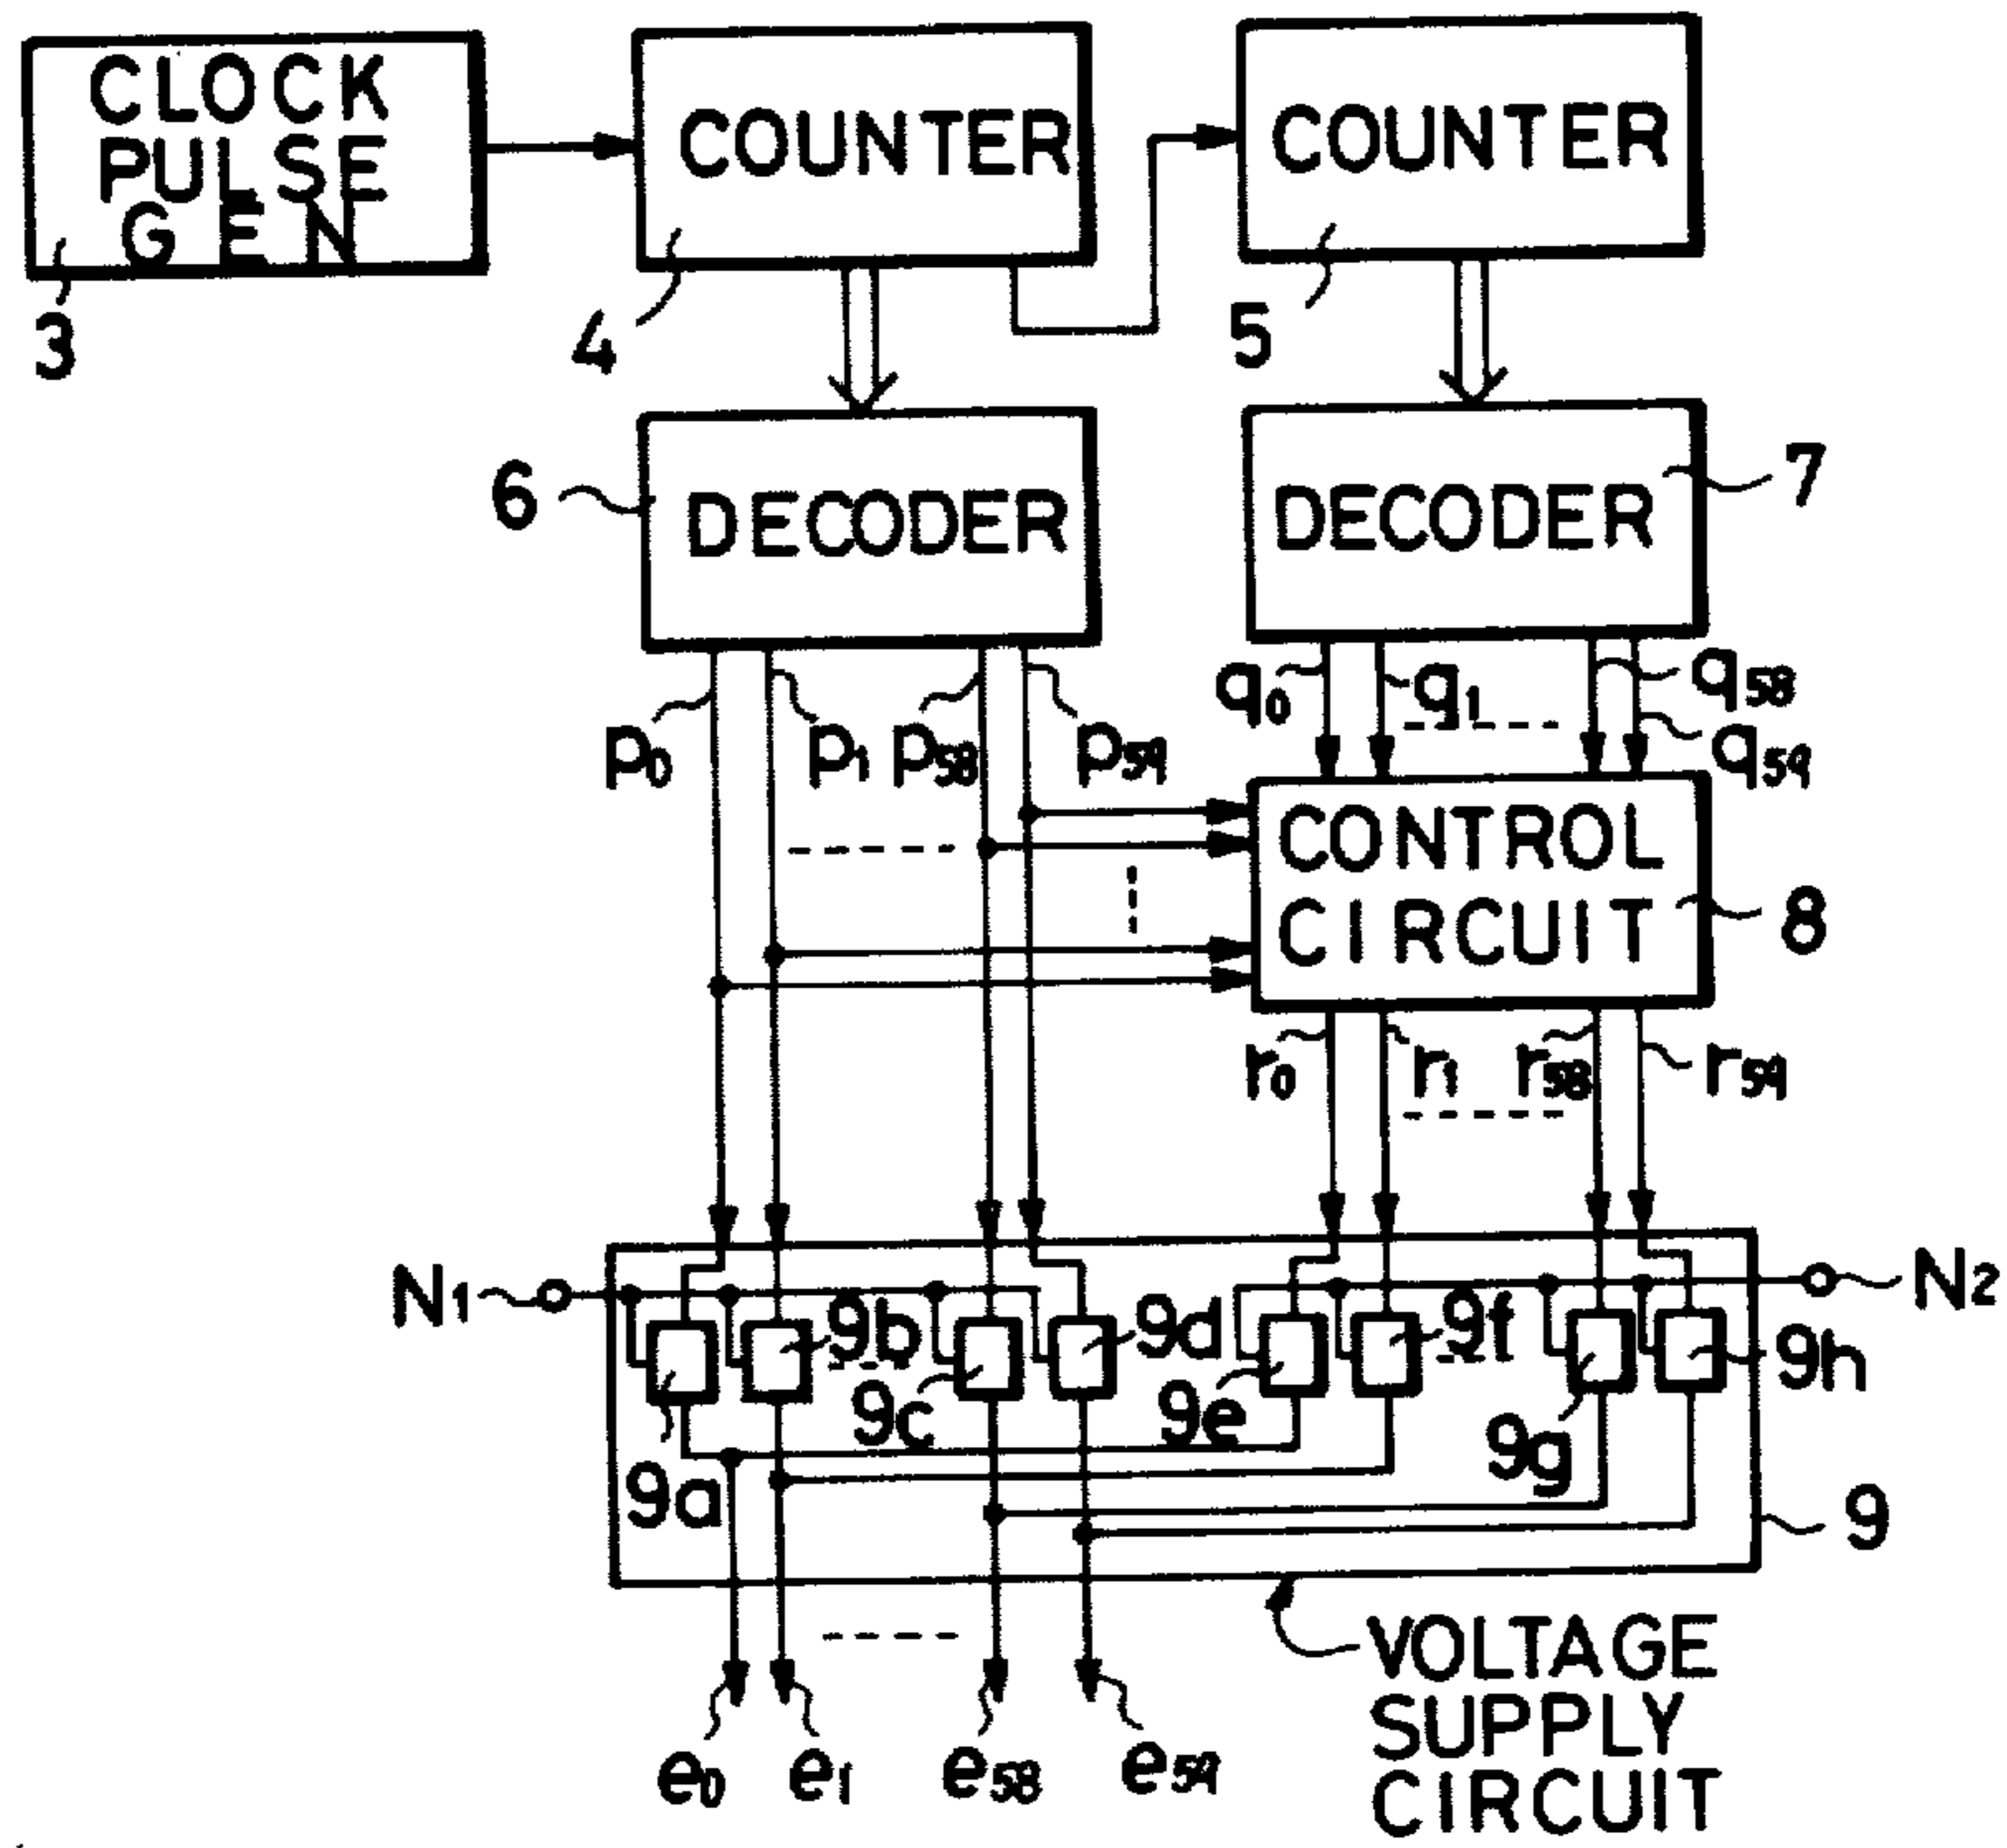 CLOCK
PULSE
GEN
COUNTER
COUNTER
3
4
5
6
DECODER
DECODER
7
p0
p1
p58
p59
q0
q1
q58
q59
CONTROL
CIRCUIT
8
r0
r1
r58
r59
N1
N2
9a
9b
9c
9d
9e
9f
9g
9h
9
VOLTAGE
SUPPLY
CIRCUIT
e0
e1
e58
e59